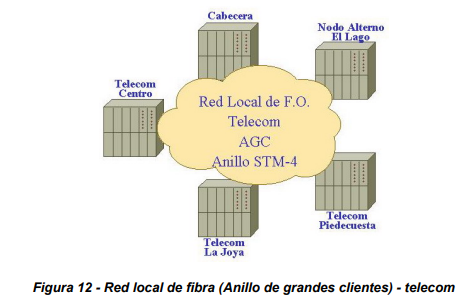 Cabecera
Nodo Alterno
El Lago
Telecom
Centro
Red Local de F.O.
Telecom
AGC
Anillo STM-4
Telecom
La Joya
Telecom
Piedecuesta
Figura 12 - Red local de fibra (Anillo de grandes clientes) - telecom